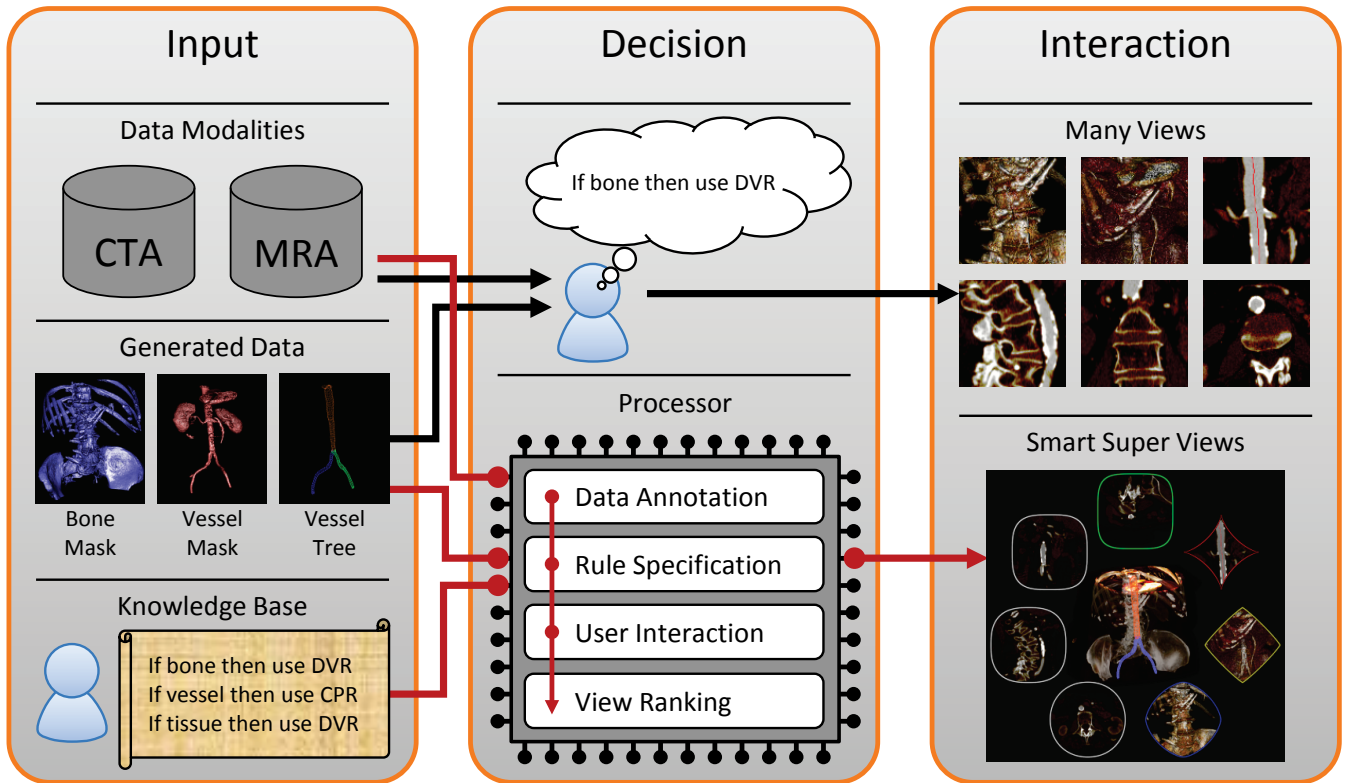 Input
Data Modalities
CTA
MRA
Generated Data
Bone
Mask
Vessel
Mask
Vessel
Tree
Knowledge Base
If bone then use DVR
If vessel then use CPR
If tissue then use DVR
Decision
If bone then use DVR
Processor
Data Annotation
Rule Specification
User Interaction
View Ranking
Interaction
Many Views
Smart Super Views